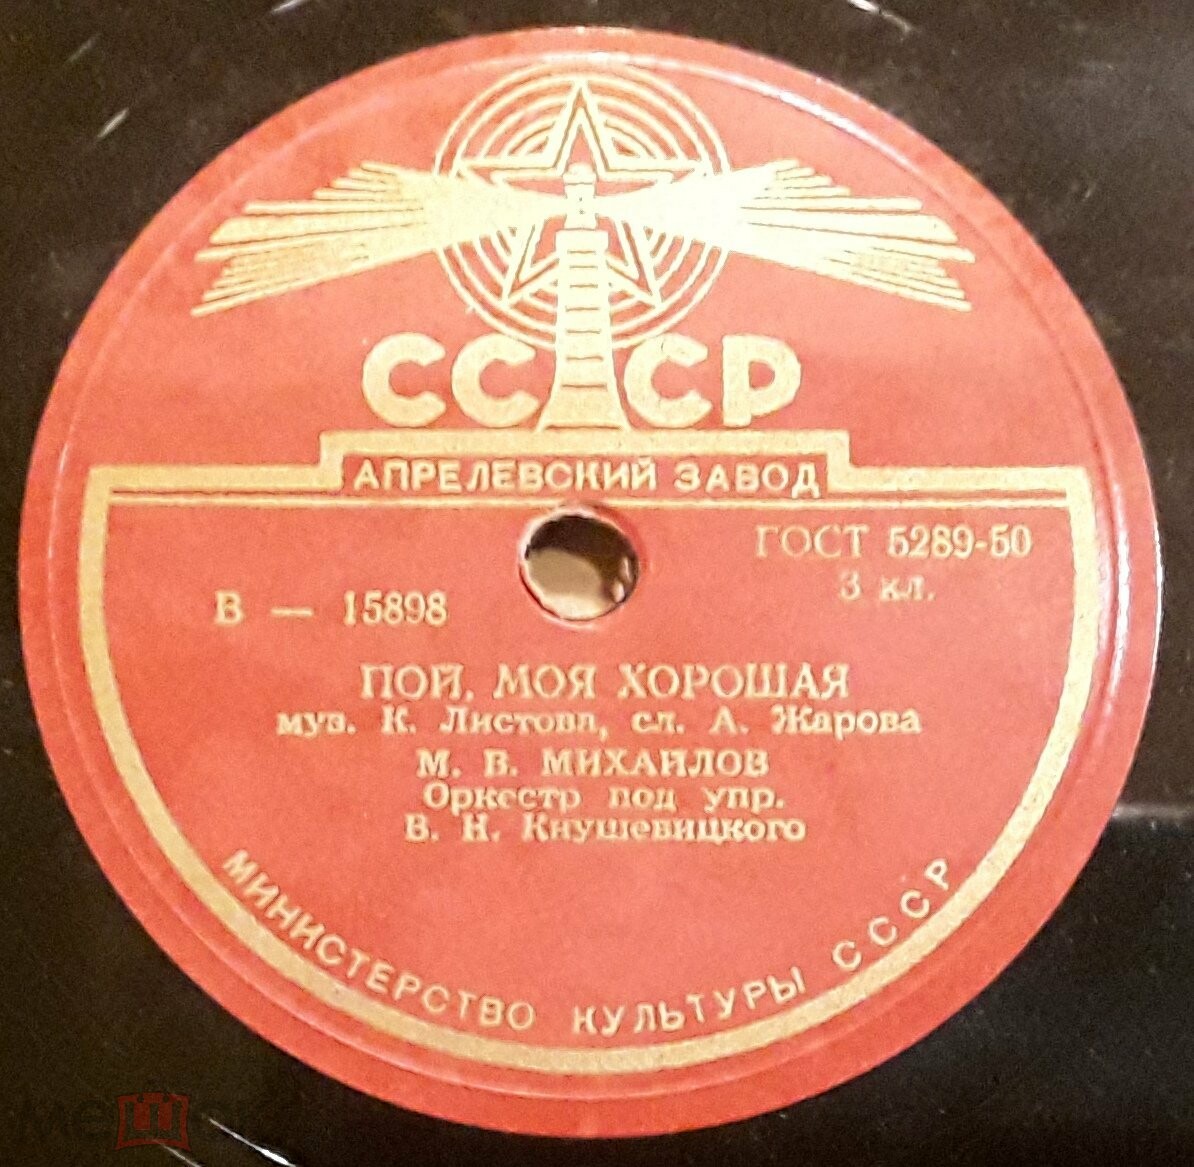 СССР
АПРЕЛЕВСКИЙ ЗАВОД
ГОСТ 5289-50
3 кл.
В — 15898
ПОЙ, МОЯ ХОРОШАЯ
муз. К. Листова, сл. А. Жарова
М. В. МИХАЙЛОВ
Оркестр под упр.
В. Н. Кнушевицкого
МИНИСТЕРСТВО КУЛЬТУРЫ СССР
мешок